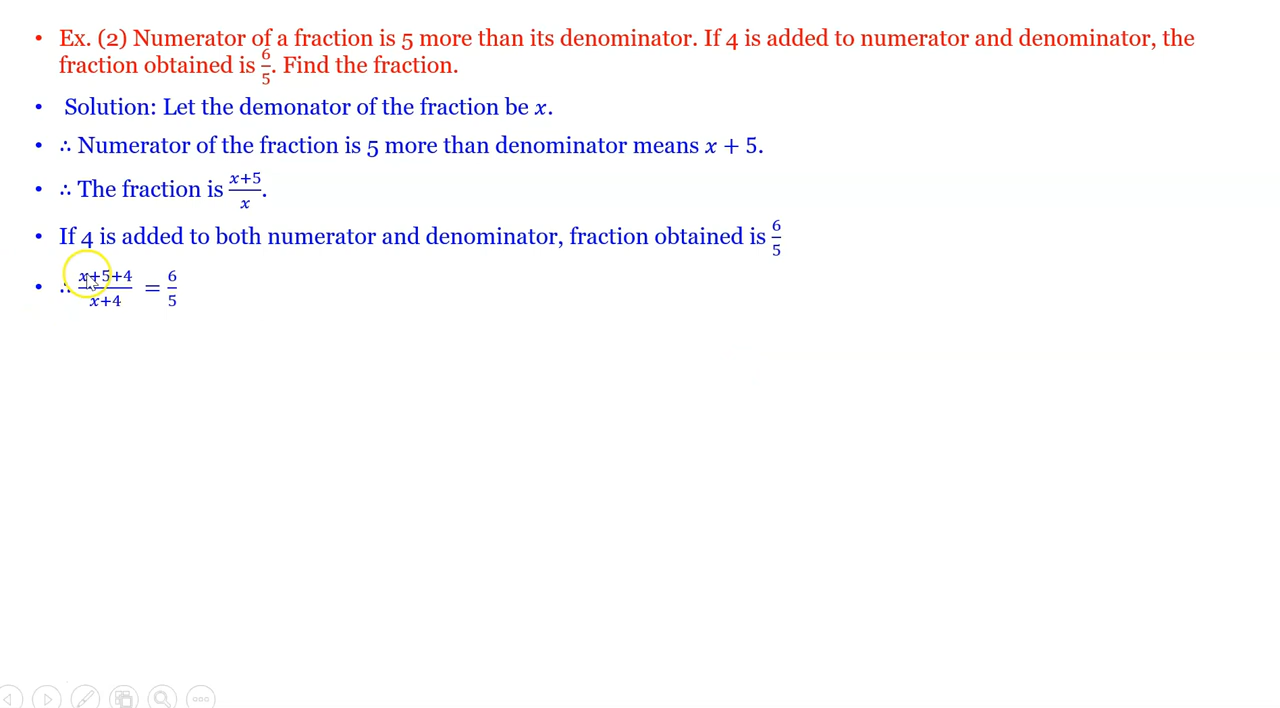 • Ex. (2) Numerator of a fraction is 5 more than its denominator. If 4 is added to numerator and denominator, the
fraction obtained is 6/5. Find the fraction.
• Solution: Let the demonator of the fraction be x.
• ∴ Numerator of the fraction is 5 more than denominator means x + 5.
• ∴ The fraction is x+5/x.
• If 4 is added to both numerator and denominator, fraction obtained is 6/5
• ∴ x+5+4/x+4 = 6/5